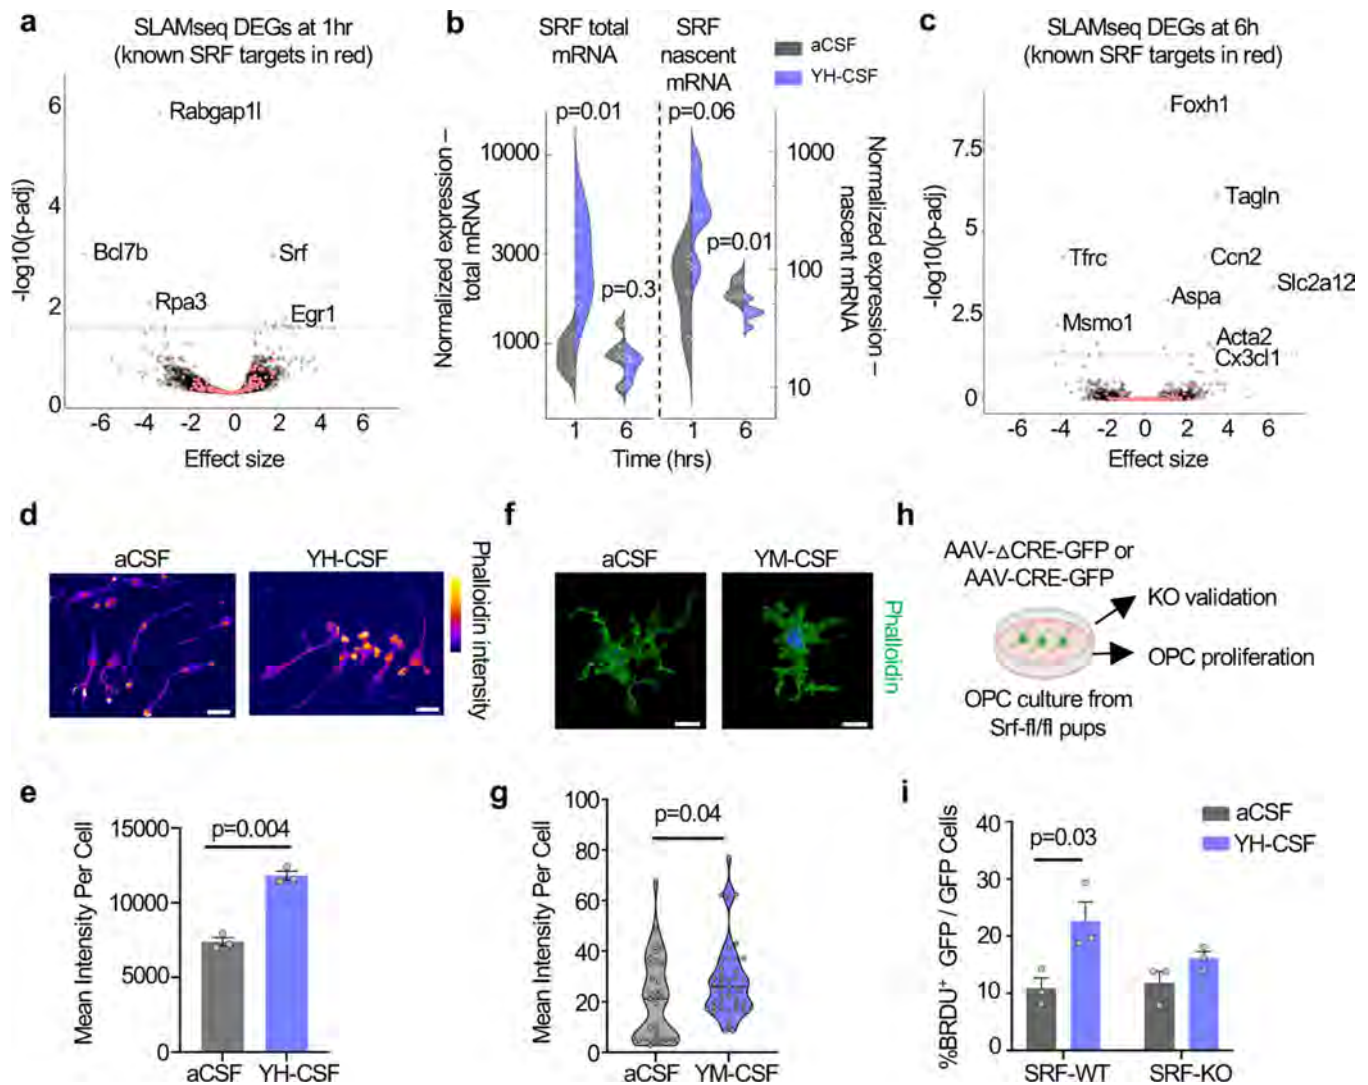 a
SLAMseq DEGs at 1hr
(known SRF targets in red)
-log10(p-adj)
6
4
2
0
Rabgap1l
Bcl7b
Srf
Rpa3
Egr1
-6 -4 -2 0 2 4 6
Effect size
b
SRF total
mRNA
SRF
nascent
mRNA
aCSF
YH-CSF
p=0.01
p=0.06
Normalized expression –
total mRNA
10000
3000
1000
p=0.3
p=0.01
1000
100
10
Normalized expression –
nascent mRNA
1 6 1 6
Time (hrs)
c
SLAMseq DEGs at 6h
(known SRF targets in red)
-log10(p-adj)
7.5
5
2.5
0
Foxh1
Tagln
Tfrc
Ccn2
Slc2a12
Aspa
Msmo1
Acta2
Cx3cl1
-6 -4 -2 0 2 4 6
Effect size
d
aCSF
YH-CSF
Phalloidin intensity
f
aCSF
YM-CSF
Phalloidin
h
AAV-△CRE-GFP or
AAV-CRE-GFP
KO validation
OPC proliferation
OPC culture from
Srf-fl/fl pups
e
Mean Intensity Per Cell
15000
10000
5000
0
p=0.004
aCSF YH-CSF
g
Mean Intensity Per Cell
100
80
60
40
20
0
p=0.04
aCSF YM-CSF
i
%BRDU+ GFP / GFP Cells
40
30
20
10
0
p=0.03
aCSF
YH-CSF
SRF-WT SRF-KO